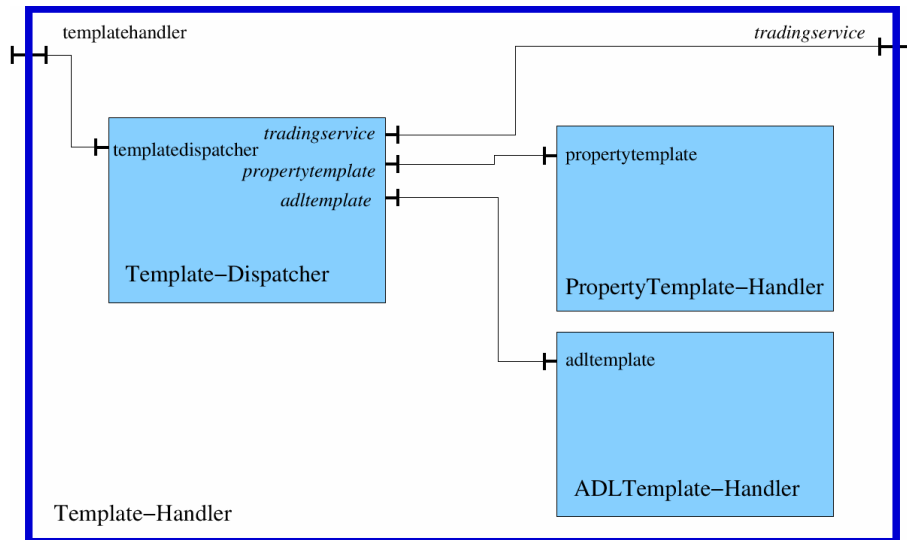 templatehandler
tradingservice
tradingservice
templatedispatcher
propertytemplate
adltemplate
Template−Dispatcher
propertytemplate
PropertyTemplate−Handler
adltemplate
ADLTemplate−Handler
Template−Handler